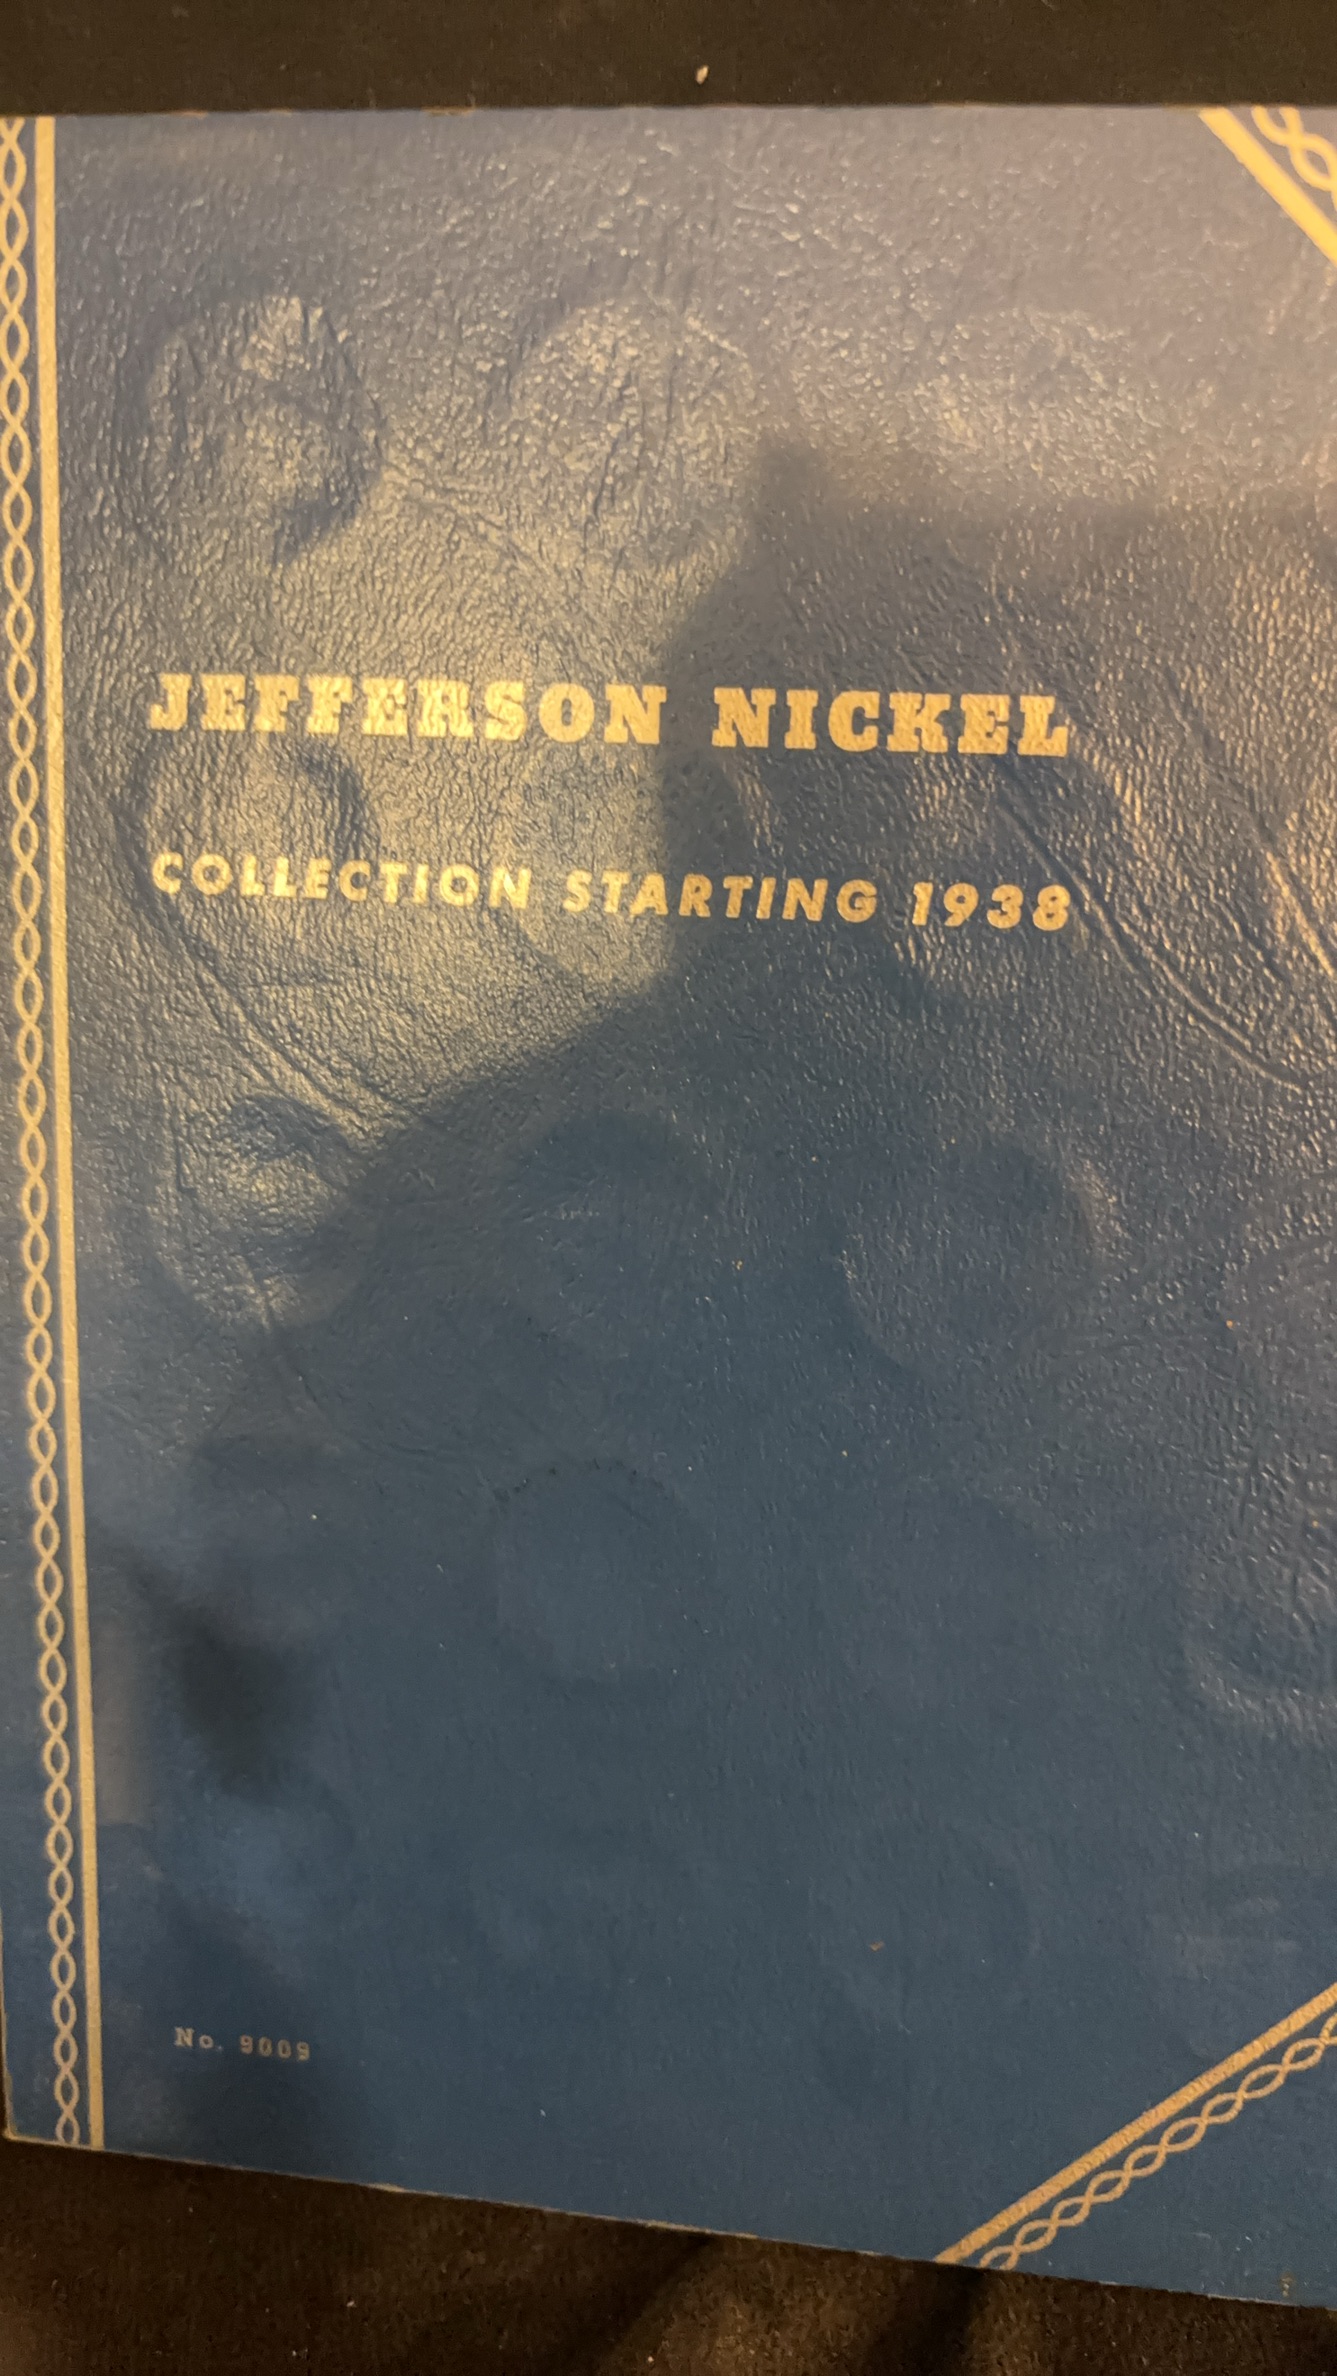 JEFFERSON NICKEL
COLLECTION STARTING 1938
No. 9009